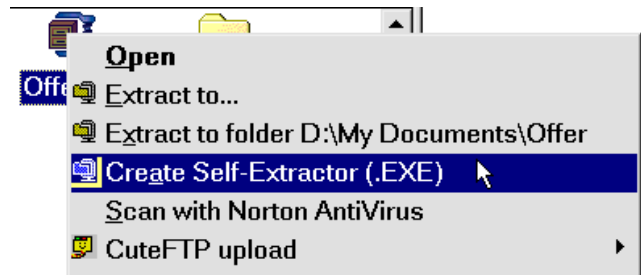 Offe
Open
Extract to...
Extract to folder D:\My Documents\Offer
Create Self-Extractor (.EXE)
Scan with Norton AntiVirus
CuteFTP upload